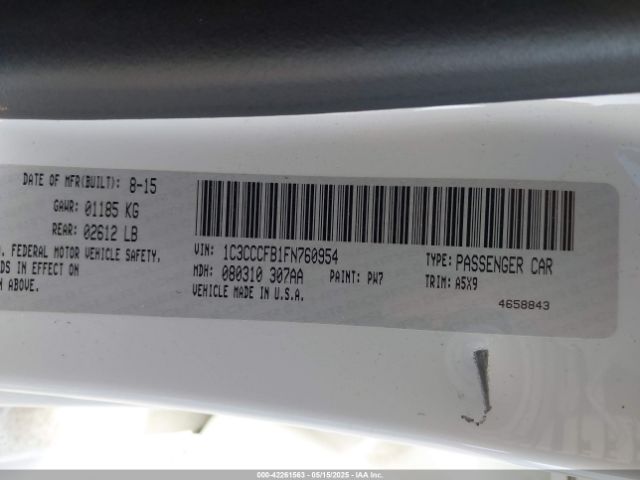 DATE OF MFR(BUILT): 8-15
GAWR: 01185 KG
REAR: 02612 LB
FEDERAL MOTOR VEHICLE SAFETY,
IN EFFECT ON
ABOVE.
VIN: 1C3CCCFB1FN760954
MDH: 080310 307AA PAINT: PW7
VEHICLE MADE IN U.S.A.
TYPE: PASSENGER CAR
TRIM: A5X9
4658843
000-42261563 - 05/15/2025 - IAA Inc.